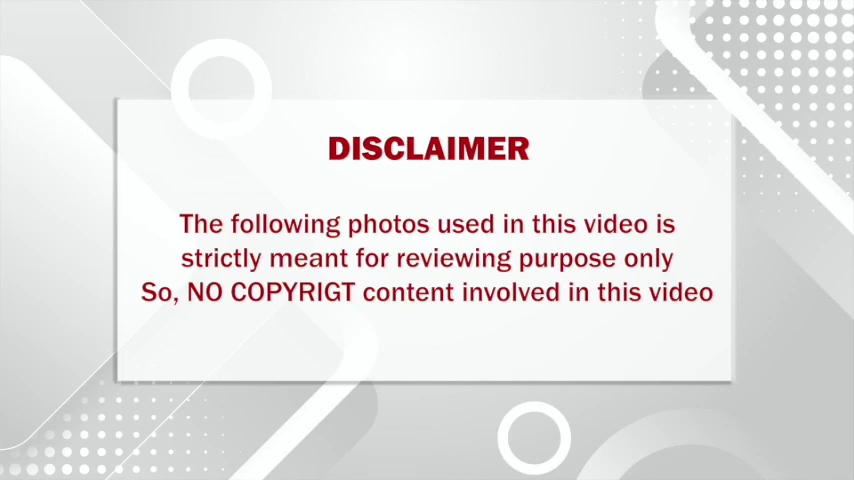 DISCLAIMER
The following photos used in this video is
strictly meant for reviewing purpose only
So, NO COPYRIGT content involved in this video